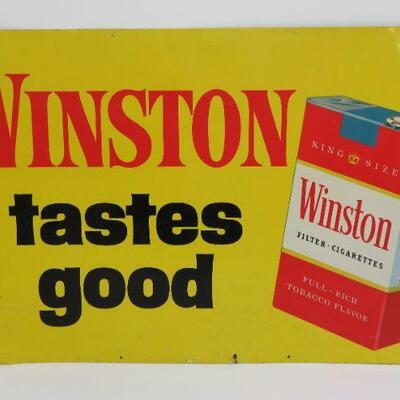 WINSTON
tastes
good
KING SIZE
Winston
FILTER · CIGARETTES
FULL · RICH
TOBACCO FLAVOR